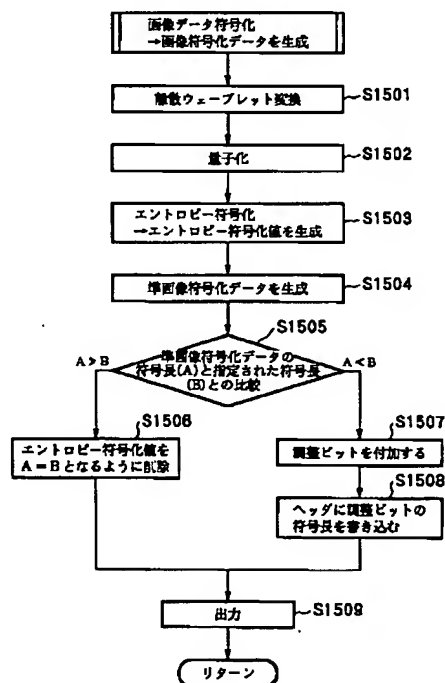 画像データ符号化
→画像符号化データを生成
離散ウェーブレット変換
S1501
量子化
S1502
エントロピー符号化
→エントロピー符号化値を生成
S1503
準画像符号化データを生成
S1504
S1505
準画像符号化データの
符号長(A)と指定された符号長
(B)との比較
A>B
A<B
S1506
エントロピー符号化値を
A=Bとなるように削除
S1507
調整ビットを付加する
S1508
ヘッダに調整ビットの
符号長を書き込む
出力
S1509
リターン